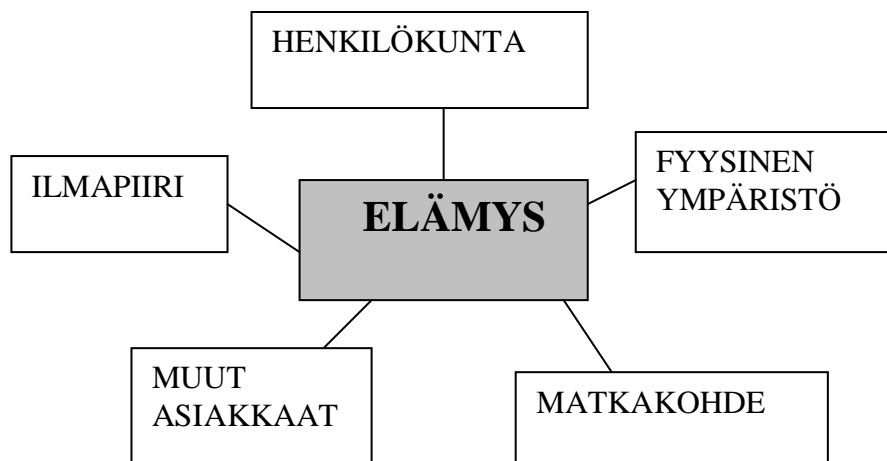 HENKILÖKUNTA
ILMAPIIRI
FYYSINEN
YMPÄRISTÖ
ELÄMYS
MUUT
ASIAKKAAT
MATKAKOHDE